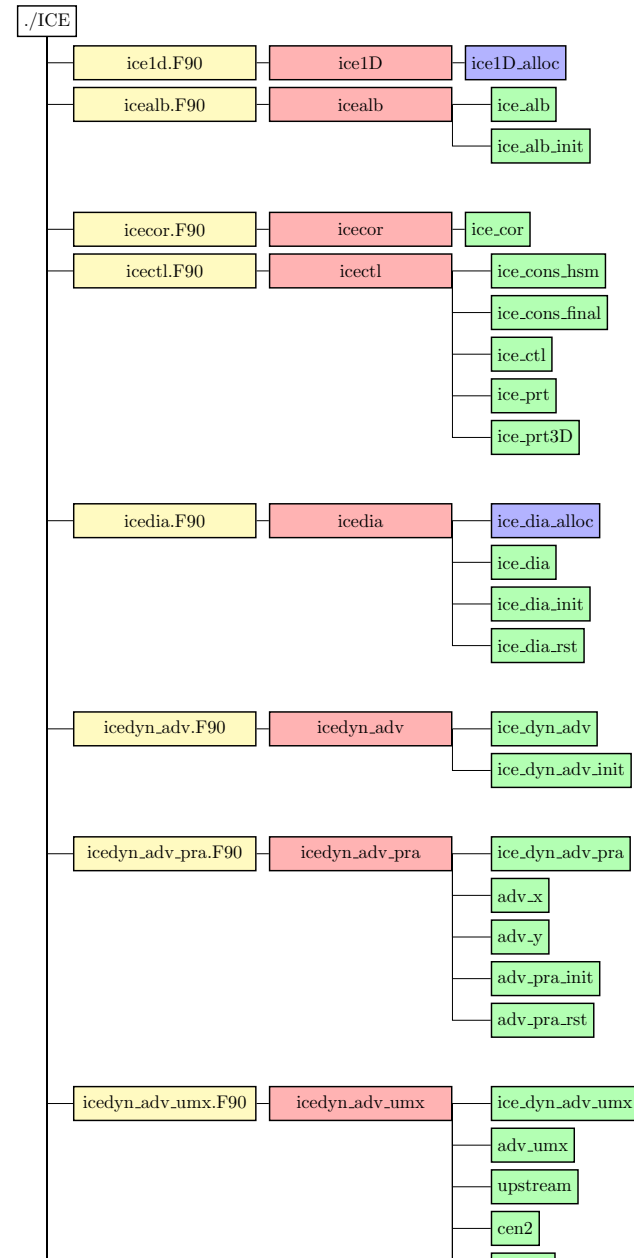 ./ICE
ice1d.F90 ice1D ice1D_alloc
icealb.F90 icealb ice_alb
ice_alb_init
icecor.F90 icecor ice_cor
icectl.F90 icectl ice_cons_hsm
ice_cons_final
ice_ctl
ice_prt
ice_prt3D
icedia.F90 icedia ice_dia_alloc
ice_dia
ice_dia_init
ice_dia_rst
icedyn_adv.F90 icedyn_adv ice_dyn_adv
ice_dyn_adv_init
icedyn_adv_pra.F90 icedyn_adv_pra ice_dyn_adv_pra
adv_x
adv_y
adv_pra_init
adv_pra_rst
icedyn_adv_umx.F90 icedyn_adv_umx ice_dyn_adv_umx
adv_umx
upstream
cen2